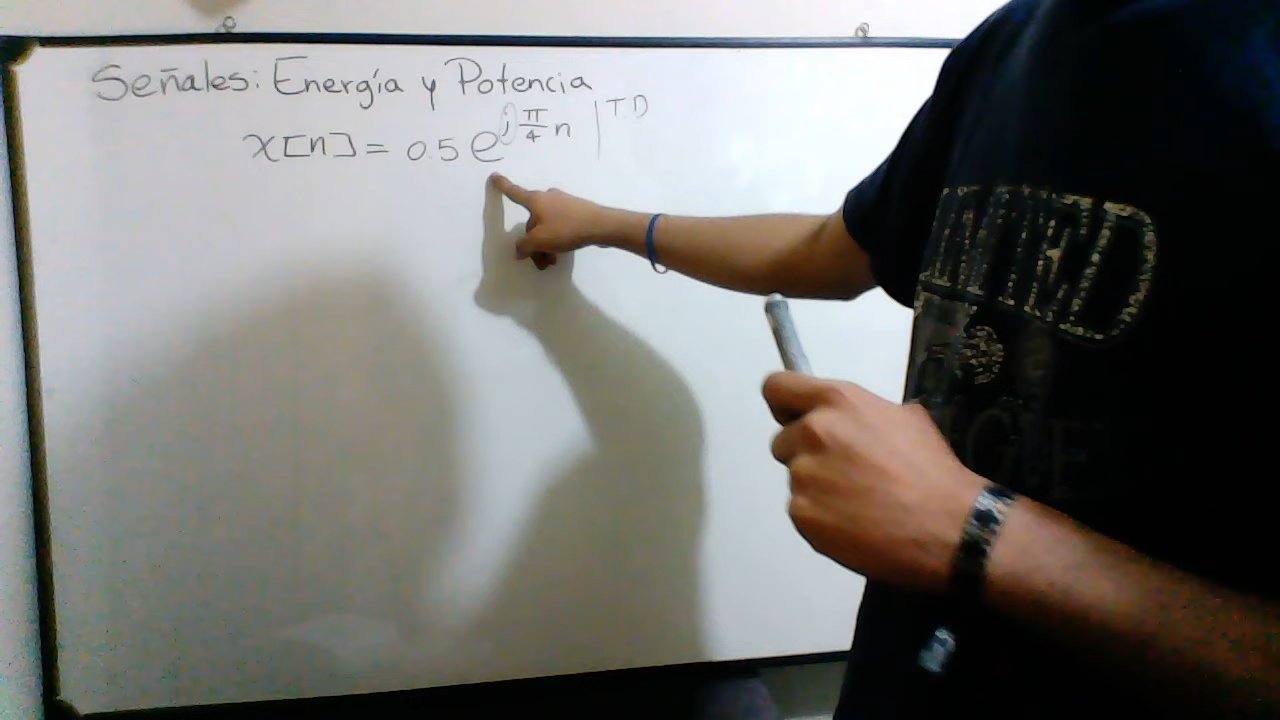 Señales: Energía y Potencia
x[n] = 0.5 e^{j π/4 n} | T.D